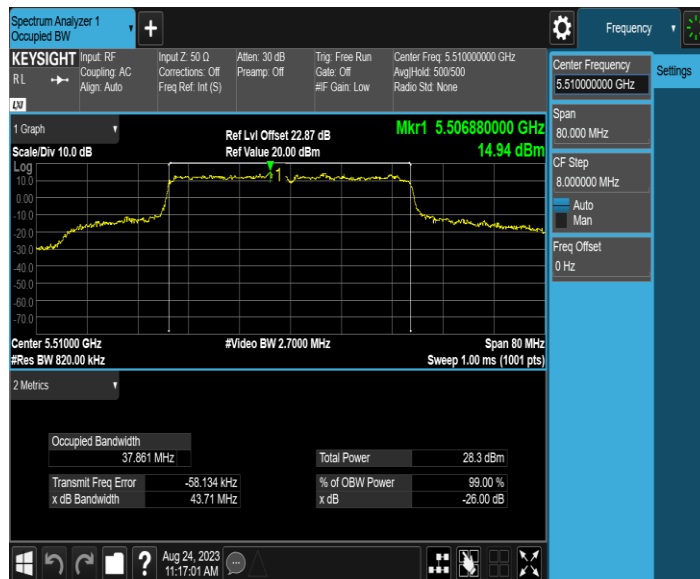 Spectrum Analyzer 1
Occupied BW
Frequency
KEYSIGHT
RL
LXI
Input: RF
Coupling: AC
Align: Auto
Input Z: 50 Ω
Corrections: Off
Freq Ref: Int (S)
Atten: 30 dB
Preamp: Off
Trig: Free Run
Gate: Off
#IF Gain: Low
Center Freq: 5.510000000 GHz
Avg|Hold: 500/500
Radio Std: None
Center Frequency
5.510000000 GHz
Settings
Span
80.000 MHz
CF Step
8.000000 MHz
Auto
Man
Freq Offset
0 Hz
1 Graph
Scale/Div 10.0 dB
Ref Lvl Offset 22.87 dB
Ref Value 20.00 dBm
Mkr1 5.506880000 GHz
14.94 dBm
Log
10.0
0.00
-10.0
-20.0
-30.0
-40.0
-50.0
-60.0
-70.0
1
Center 5.51000 GHz
#Video BW 2.7000 MHz
Span 80 MHz
#Res BW 820.00 kHz
Sweep 1.00 ms (1001 pts)
2 Metrics
Occupied Bandwidth
37.861 MHz
Total Power 28.3 dBm
Transmit Freq Error -58.134 kHz
% of OBW Power 99.00 %
x dB Bandwidth 43.71 MHz
x dB -26.00 dB
?
Aug 24, 2023
11:17:01 AM